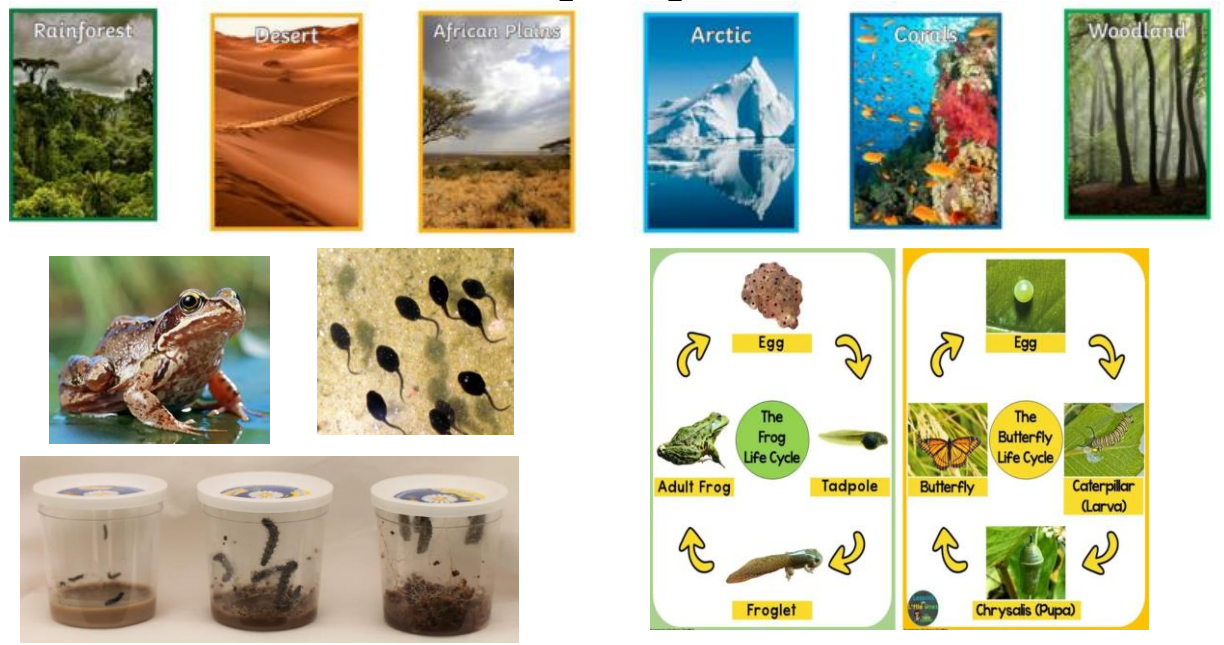 Rainforest
Desert
African Plains
Arctic
Corals
Woodland
Egg
The
Frog
Life Cycle
Adult Frog
Tadpole
Froglet
Egg
The
Butterfly
Life Cycle
Butterfly
Caterpillar
(Larva)
Chrysalis (Pupa)